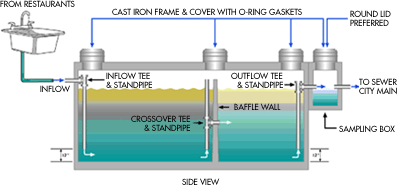 FROM RESTAURANTS
CAST IRON FRAME & COVER WITH O-RING GASKETS
ROUND LID
PREFERRED
INFLOW
INFLOW TEE
& STANDPIPE
OUTFLOW TEE
& STANDPIPE
TO SEWER
CITY MAIN
BAFFLE WALL
CROSSOVER TEE
& STANDPIPE
SAMPLING BOX
SIDE VIEW